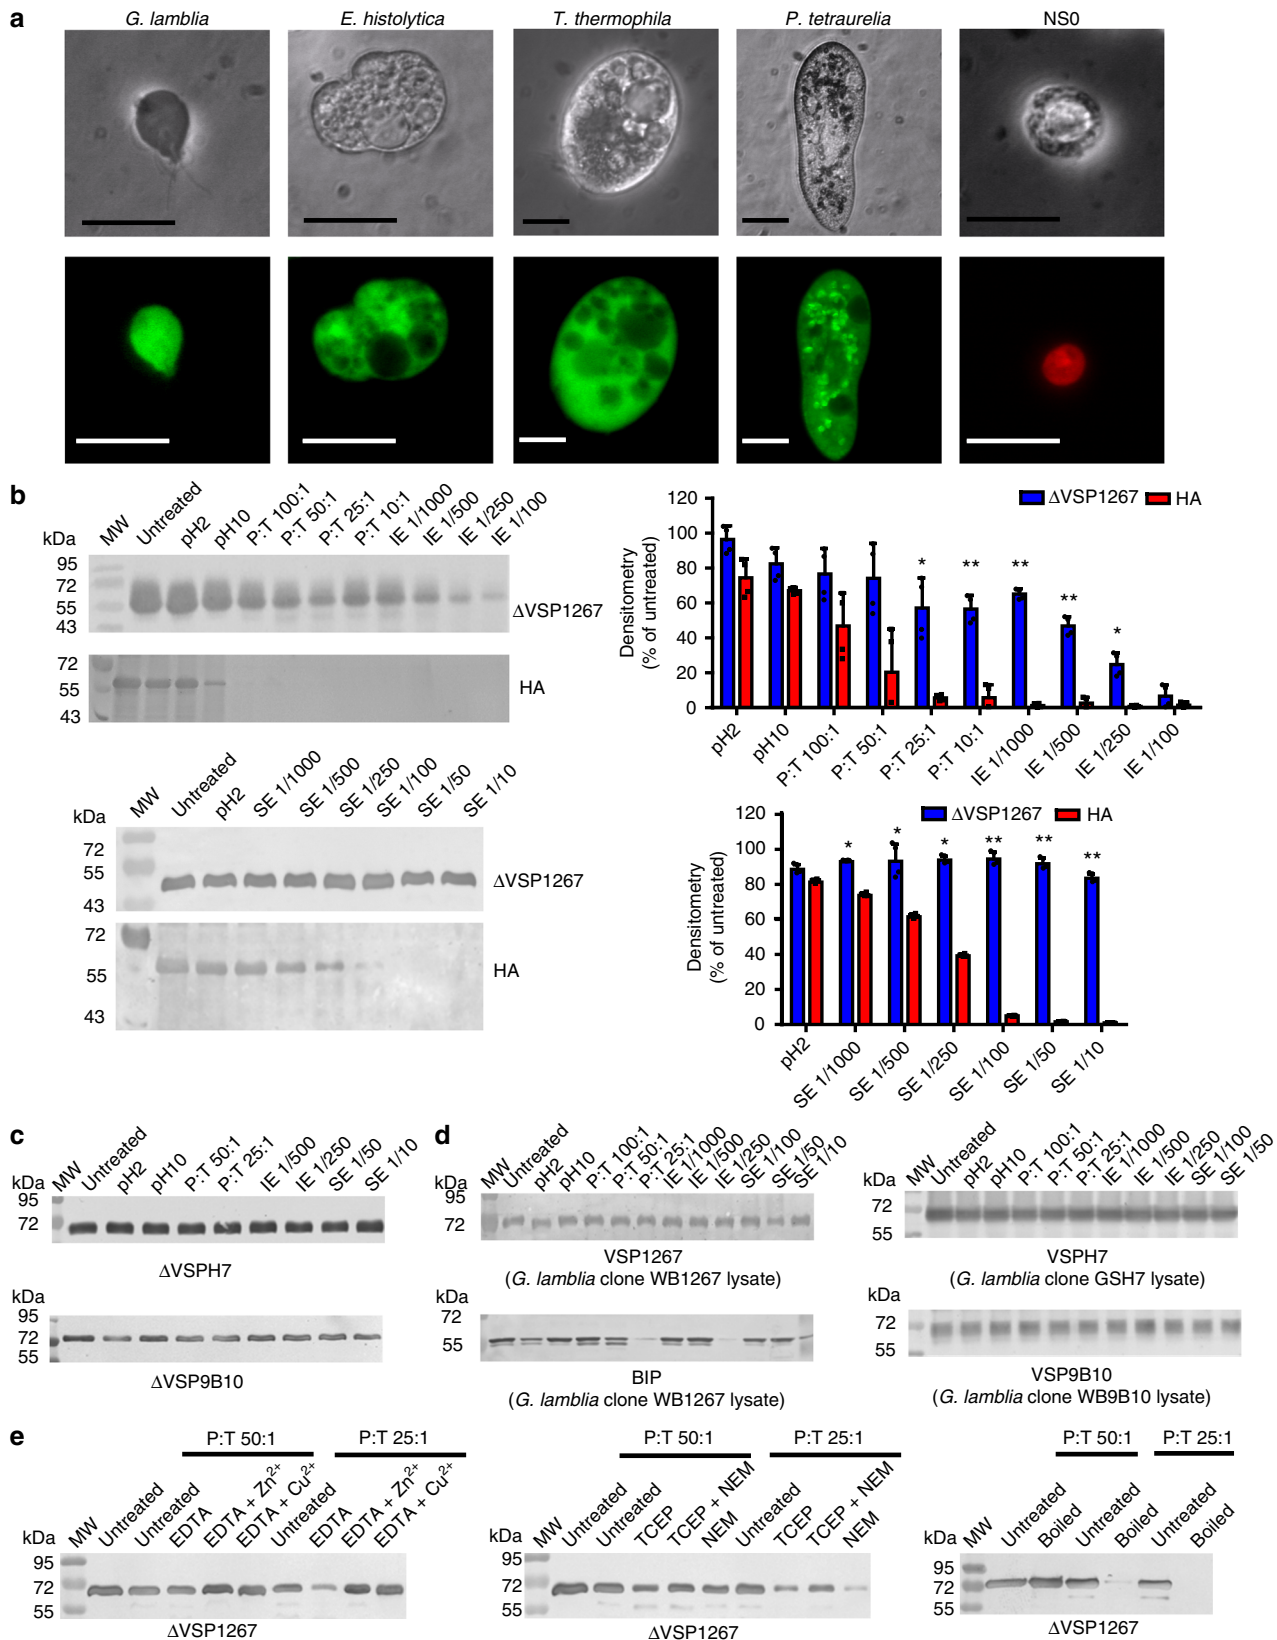 a
G. lamblia E. histolytica T. thermophila P. tetraurelia NS0
b
kDa MW Untreated pH2 pH10 P:T 100:1 P:T 50:1 P:T 25:1 P:T 10:1 IE 1/1000 IE 1/500 IE 1/250 IE 1/100
95
72
55
43
ΔVSP1267
72
55
43
HA
kDa MW Untreated pH2 SE 1/1000 SE 1/500 SE 1/250 SE 1/100 SE 1/50 SE 1/10
72
55
43
ΔVSP1267
72
55
43
HA
ΔVSP1267 HA
Densitometry
(% of untreated)
120
100
80
60
40
20
0
* ** ** ** *
pH2 pH10 P:T 100:1 P:T 50:1 P:T 25:1 P:T 10:1 IE 1/1000 IE 1/500 IE 1/250 IE 1/100
ΔVSP1267 HA
Densitometry
(% of untreated)
120
100
80
60
40
20
0
* * * ** ** **
pH2 SE 1/1000 SE 1/500 SE 1/250 SE 1/100 SE 1/50 SE 1/10
c
kDa MW Untreated pH2 pH10 P:T 50:1 P:T 25:1 IE 1/500 IE 1/250 SE 1/50 SE 1/10
95
72
ΔVSPH7
kDa
95
72
55
ΔVSP9B10
d
kDa MW Untreated pH2 pH10 P:T 100:1 P:T 50:1 P:T 25:1 IE 1/1000 IE 1/500 IE 1/250 SE 1/100 SE 1/50 SE 1/10
95
72
VSP1267
(G. lamblia clone WB1267 lysate)
kDa
72
55
BIP
(G. lamblia clone WB1267 lysate)
kDa MW Untreated pH2 pH10 P:T 100:1 P:T 50:1 P:T 25:1 IE 1/1000 IE 1/500 IE 1/250 SE 1/100 SE 1/50
72
55
VSPH7
(G. lamblia clone GSH7 lysate)
kDa
72
55
VSP9B10
(G. lamblia clone WB9B10 lysate)
e
P:T 50:1 P:T 25:1
kDa MW Untreated Untreated EDTA EDTA + Zn2+ EDTA + Cu2+ Untreated EDTA EDTA + Zn2+ EDTA + Cu2+
95
72
55
ΔVSP1267
P:T 50:1 P:T 25:1
kDa MW Untreated Untreated TCEP TCEP + NEM NEM Untreated TCEP TCEP + NEM NEM
95
72
55
ΔVSP1267
P:T 50:1 P:T 25:1
kDa MW Untreated Boiled Untreated Boiled Untreated Boiled
95
72
55
ΔVSP1267